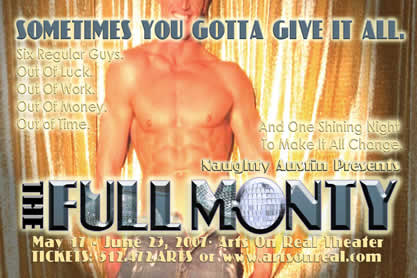 SOMETIMES YOU GOTTA GIVE IT ALL.
Six Regular Guys.
Out Of Luck.
Out Of Work.
Out Of Money.
Out of Time.
And One Shining Night
To Make It All Change
Naughty Austin Presents
THE FULL MONTY
May 17 - June 23, 2007· Arts On Real Theater
TICKETS: 512.472.ARTS or www.artsonreal.com